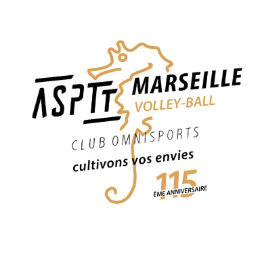 ASPTT MARSEILLE
VOLLEY-BALL
CLUB OMNISPORTS
cultivons vos envies
115
ÈME ANNIVERSAIRE